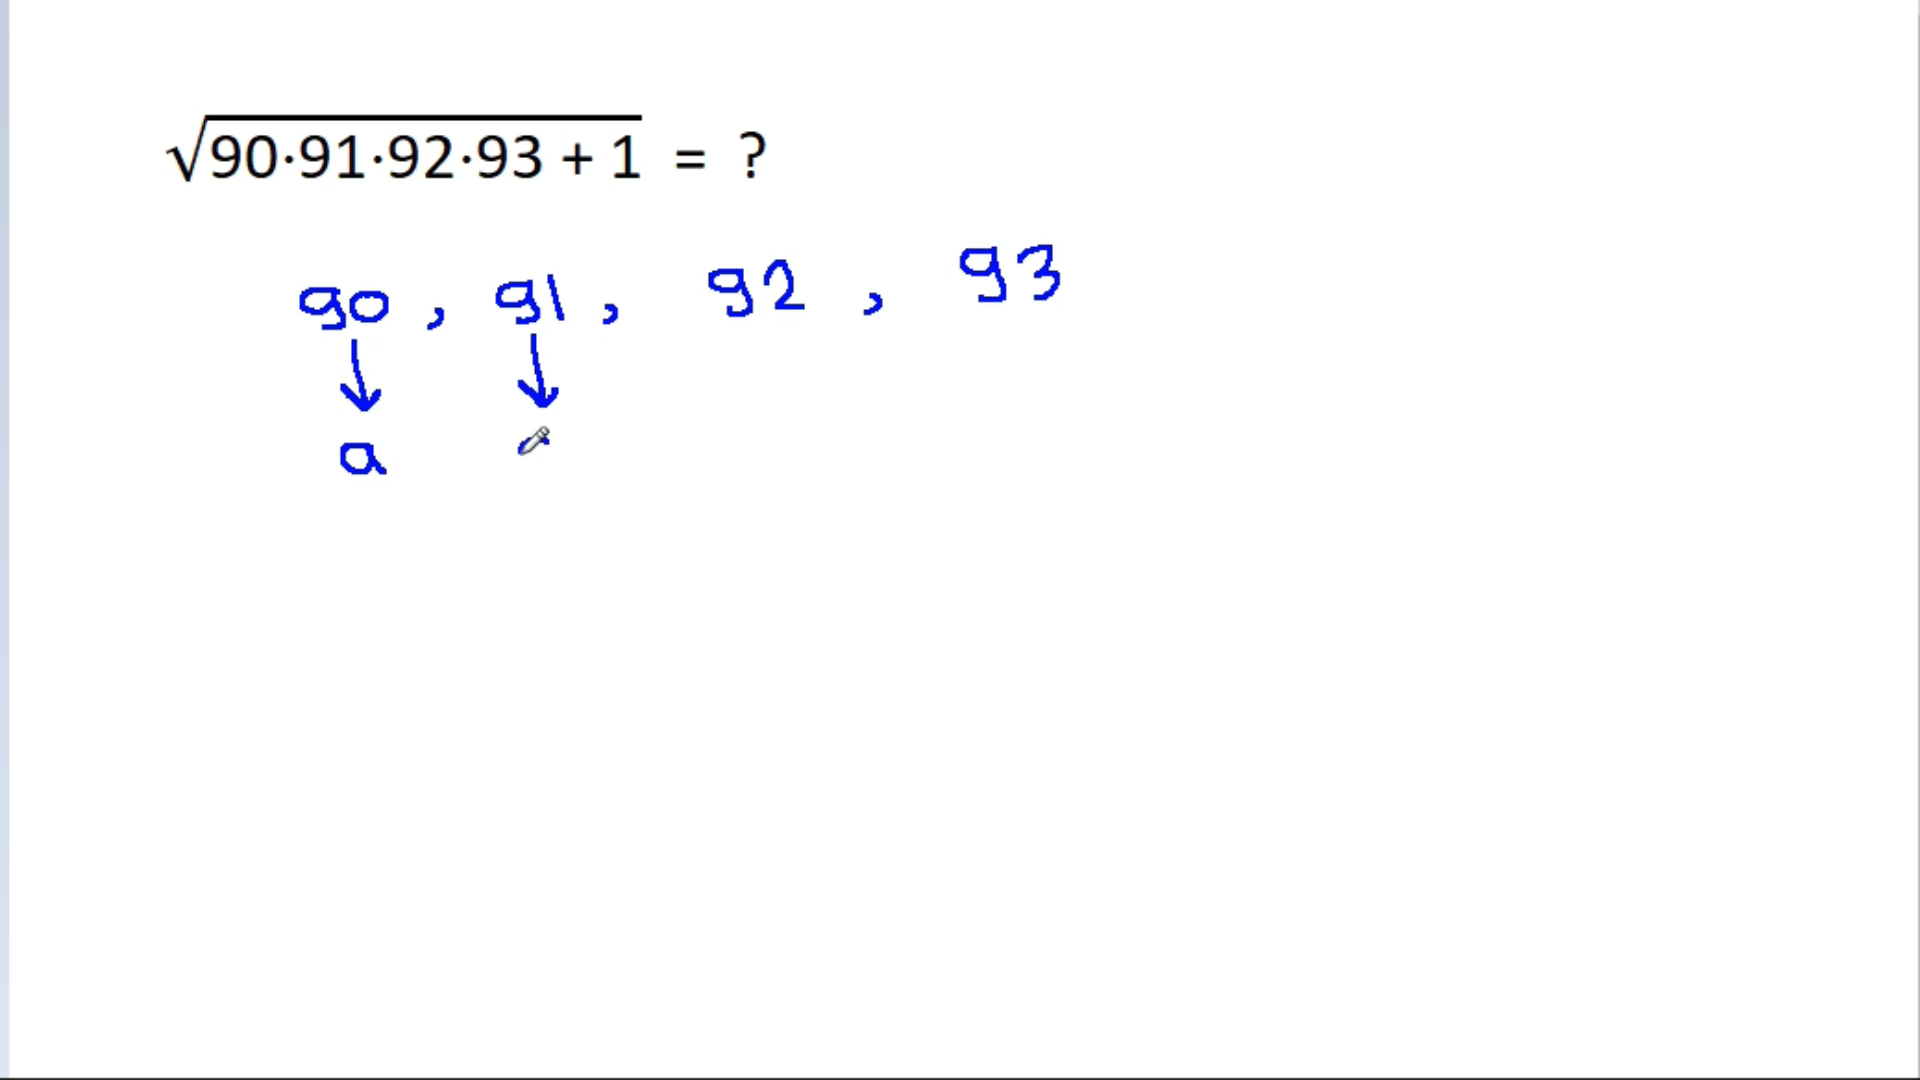 √90·91·92·93 + 1 = ?
90 , 91 , 92 , 93
a